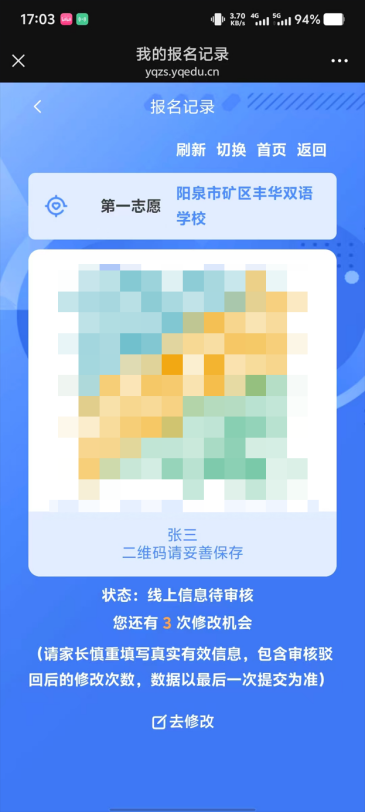 17:03
3.70
KB/s
4G
5G
94%
我的报名记录
yqzs.yqedu.cn
报名记录
刷新 切换 首页 返回
第一志愿
阳泉市矿区丰华双语
学校
张三
二维码请妥善保存
状态：线上信息待审核
您还有 3 次修改机会
（请家长慎重填写真实有效信息，包含审核驳
回后的修改次数，数据以最后一次提交为准）
去修改